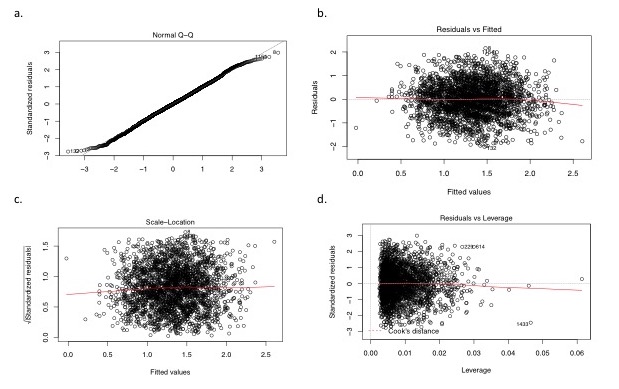 a.
Normal Q-Q
Standardized residuals
3
2
1
0
-1
-2
-3
-3 -2 -1 0 1 2 3
b.
Residuals vs Fitted
Residuals
2
1
0
-1
-2
0.0 0.5 1.0 1.5 2.0 2.5
Fitted values
c.
Scale-Location
√|Standardized residuals|
1.5
1.0
0.5
0.0
0.0 0.5 1.0 1.5 2.0 2.5
Fitted values
d.
Residuals vs Leverage
Standardized residuals
3
2
1
0
-1
-2
-3
1433
Cook's distance
0.00 0.01 0.02 0.03 0.04 0.05 0.06
Leverage